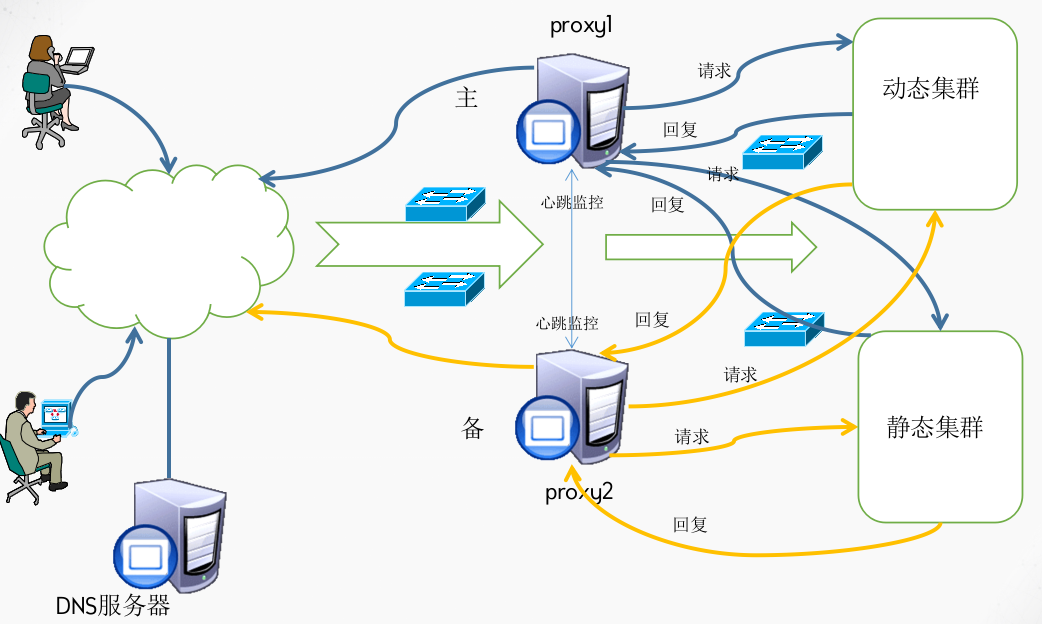 proxy1
主
请求
动态集群
回复
请求
心跳监控
回复
心跳监控
回复
请求
备
请求
静态集群
proxy2
回复
DNS服务器